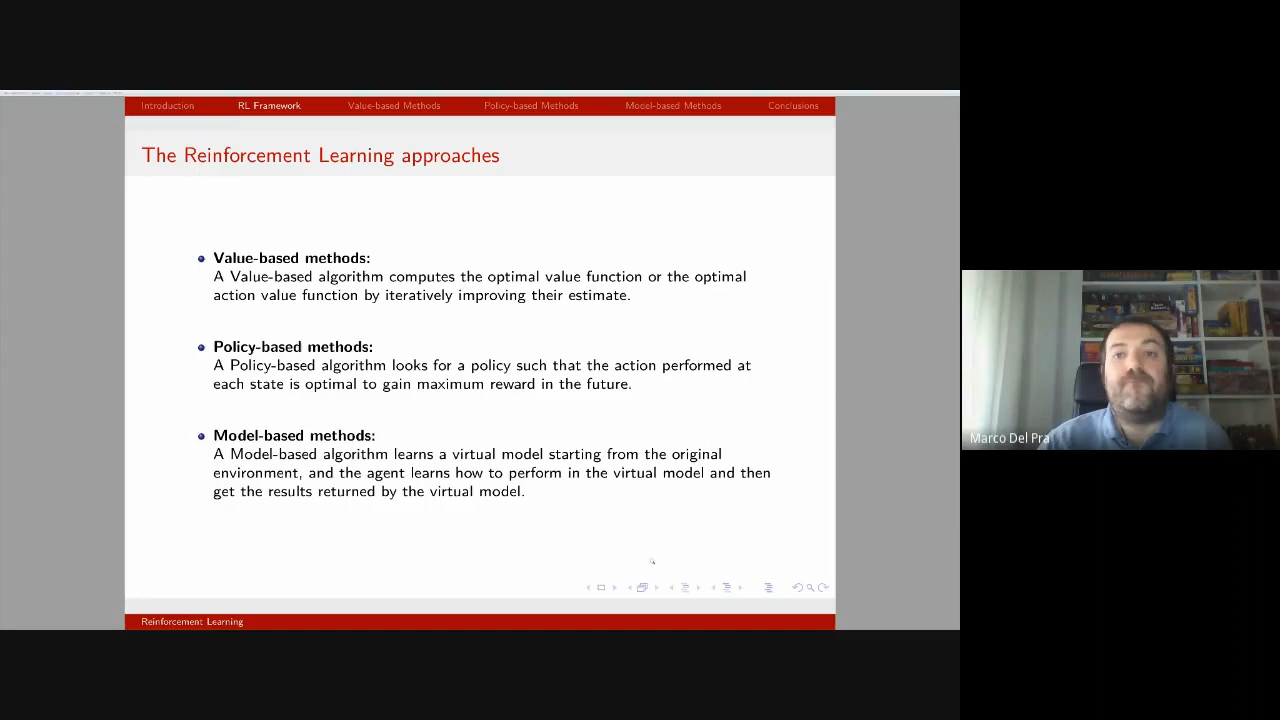 Introduction RL Framework Value-based Methods Policy-based Methods Model-based Methods Conclusions
The Reinforcement Learning approaches
Value-based methods:
A Value-based algorithm computes the optimal value function or the optimal
action value function by iteratively improving their estimate.
Policy-based methods:
A Policy-based algorithm looks for a policy such that the action performed at
each state is optimal to gain maximum reward in the future.
Model-based methods:
A Model-based algorithm learns a virtual model starting from the original
environment, and the agent learns how to perform in the virtual model and then
get the results returned by the virtual model.
Reinforcement Learning
Marco Del Pra